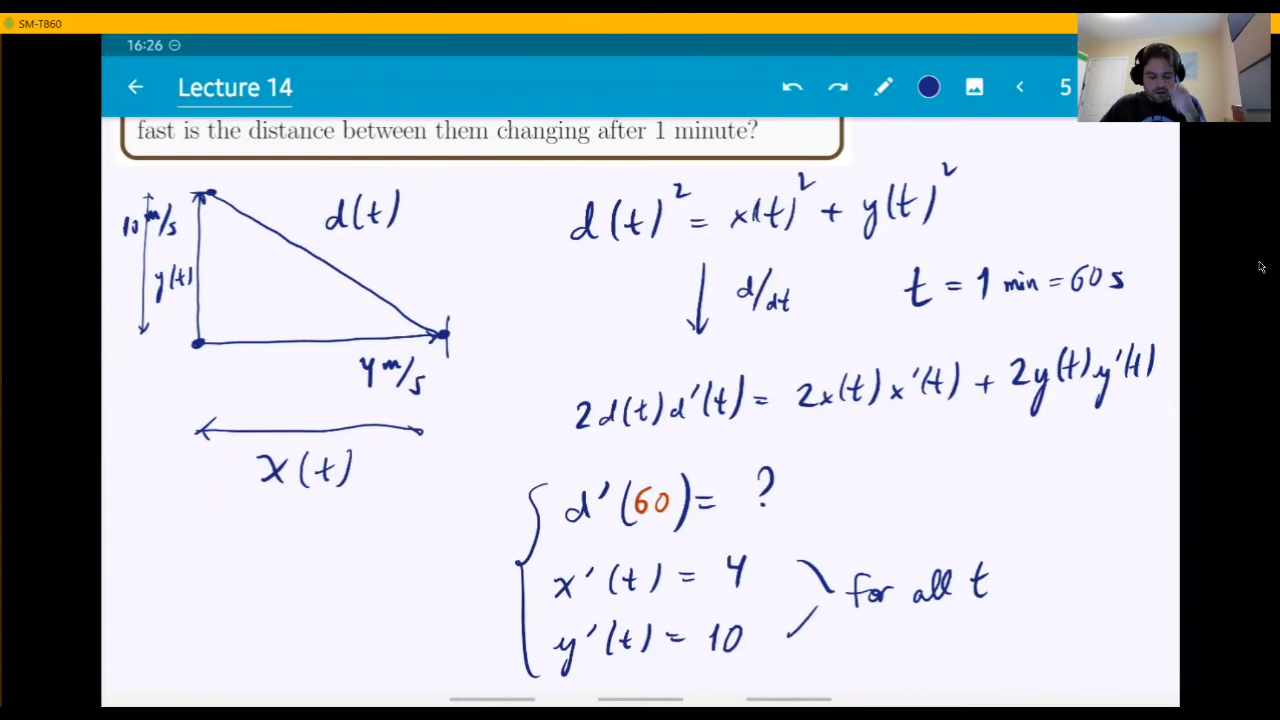 SM-T860
16:26
Lecture 14
5
fast is the distance between them changing after 1 minute?
10 m/s
y(t)
d(t)
4 m/s
x(t)
d(t)² = x(t)² + y(t)²
d/dt
t = 1 min = 60 s
2d(t)d'(t) = 2x(t)x'(t) + 2y(t)y'(t)
d'(60) = ?
x'(t) = 4
y'(t) = 10
for all t